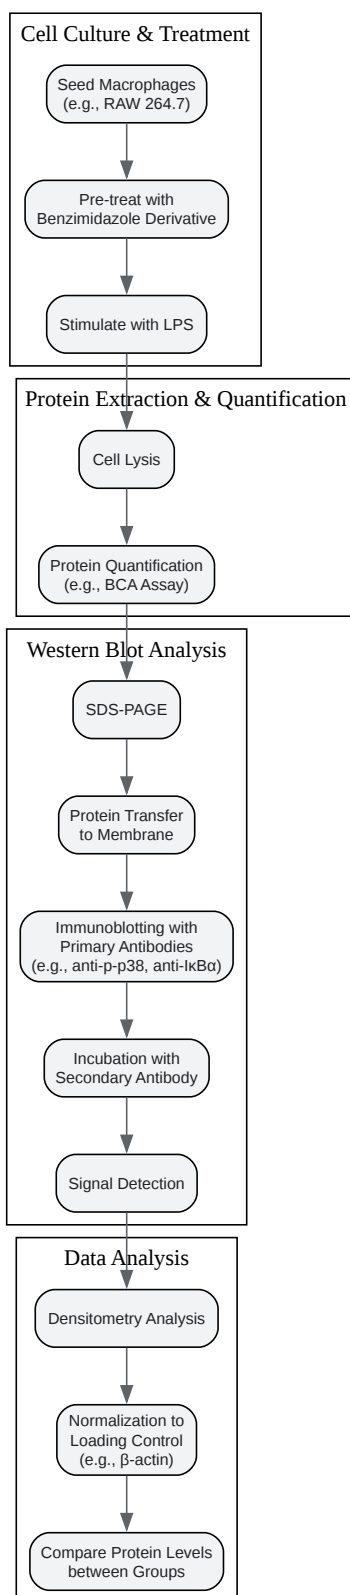 Cell Culture & Treatment
Seed Macrophages
(e.g., RAW 264.7)
Pre-treat with
Benzimidazole Derivative
Stimulate with LPS
Protein Extraction & Quantification
Cell Lysis
Protein Quantification
(e.g., BCA Assay)
Western Blot Analysis
SDS-PAGE
Protein Transfer
to Membrane
Immunoblotting with
Primary Antibodies
(e.g., anti-p-p38, anti-IκBα)
Incubation with
Secondary Antibody
Signal Detection
Data Analysis
Densitometry Analysis
Normalization to
Loading Control
(e.g., β-actin)
Compare Protein Levels
between Groups